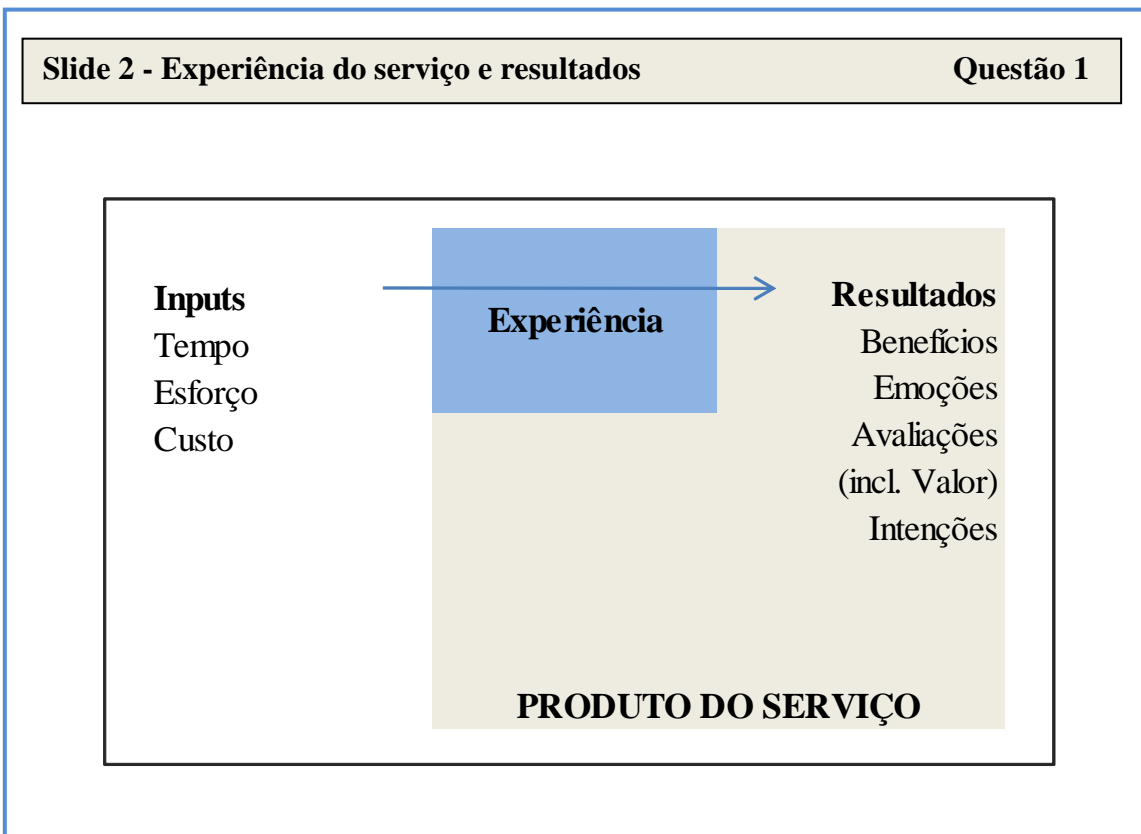 Slide 2 - Experiência do serviço e resultados Questão 1
Inputs
Tempo
Esforço
Custo
Experiência
Resultados
Benefícios
Emoções
Avaliações
(incl. Valor)
Intenções
PRODUTO DO SERVIÇO